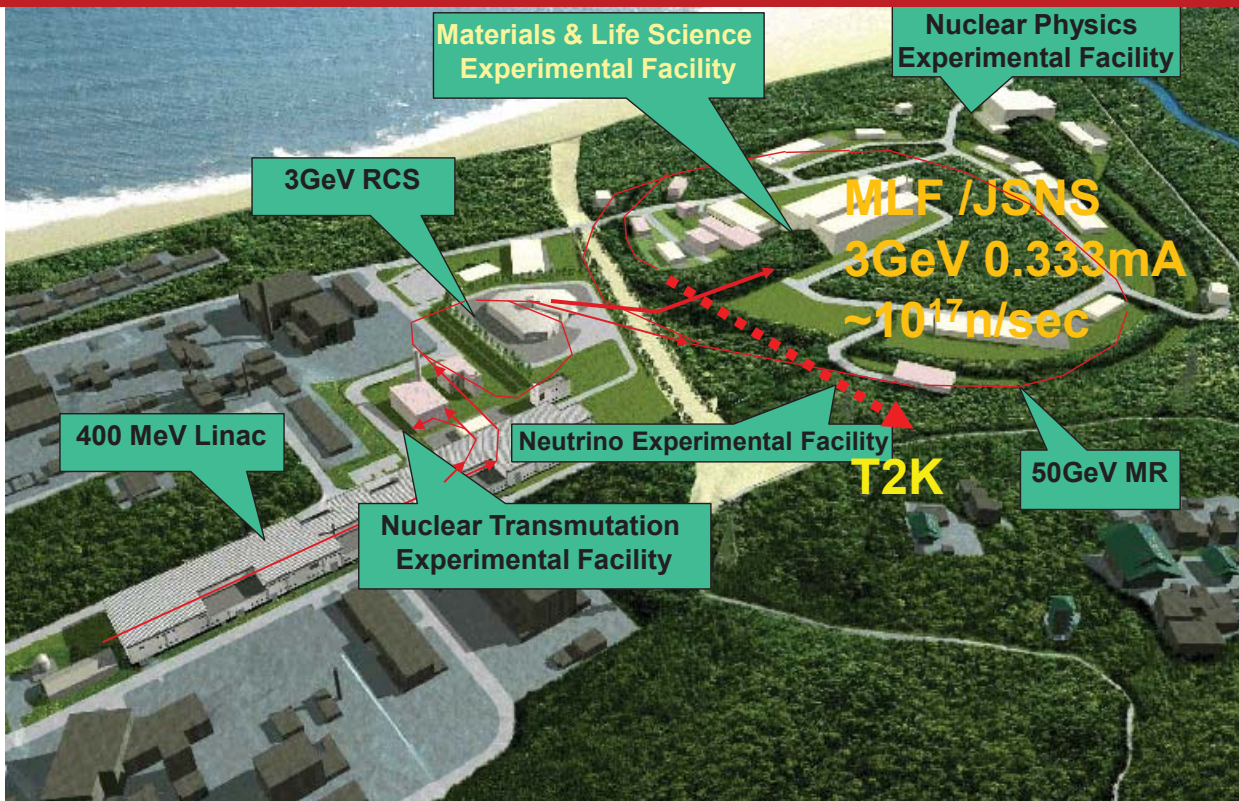 Materials & Life Science
Experimental Facility
Nuclear Physics
Experimental Facility
3GeV RCS
MLF /JSNS
3GeV 0.333mA
~10¹⁷n/sec
400 MeV Linac
Neutrino Experimental Facility
T2K
50GeV MR
Nuclear Transmutation
Experimental Facility